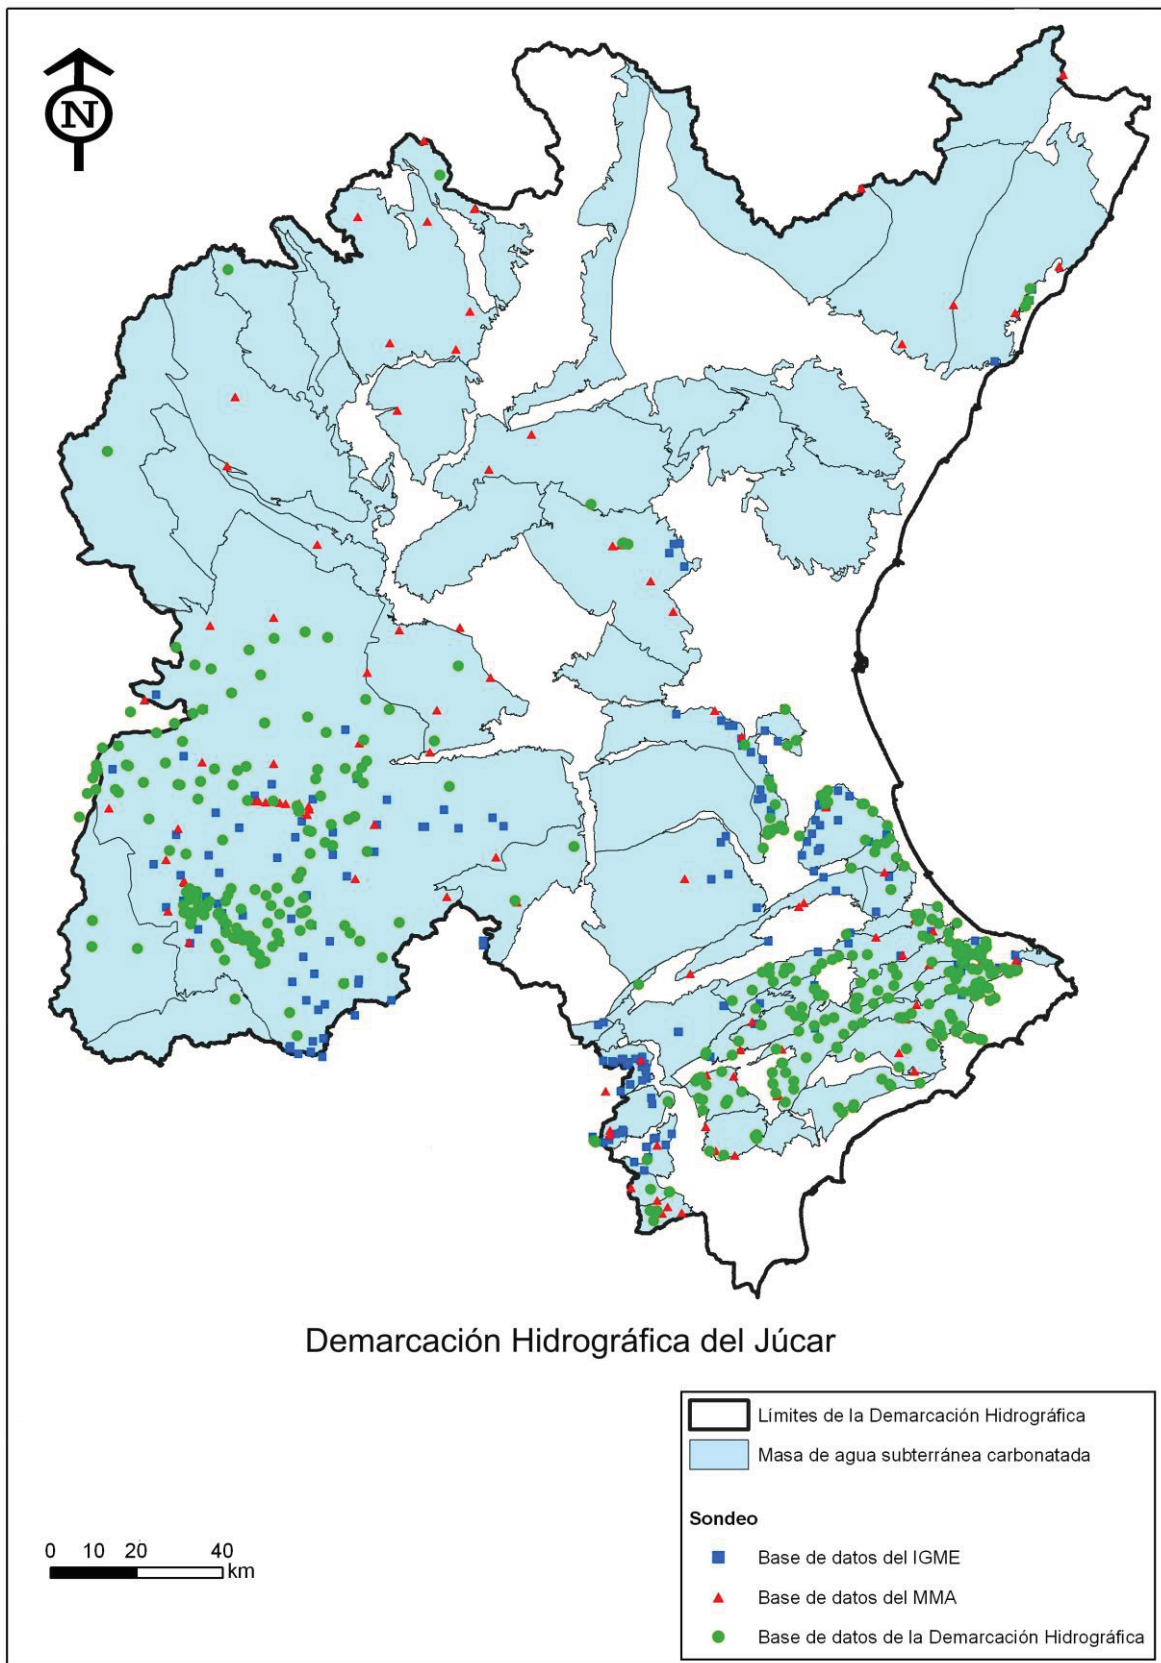 N
Demarcación Hidrográfica del Júcar
Límites de la Demarcación Hidrográfica
Masa de agua subterránea carbonatada
Sondeo
Base de datos del IGME
Base de datos del MMA
Base de datos de la Demarcación Hidrográfica
0 10 20 40
km